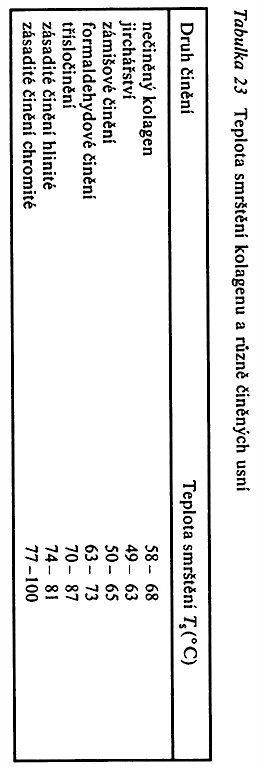 Tabulka 23 Teplota smrštění kolagenu a různě činěných usní
Druh činění Teplota smrštění Ts (°C)
nečiněný kolagen 58 – 68
jirchářství 49 – 63
zámišové činění 50 – 65
formaldehydové činění 63 – 73
třísločinění 70 – 87
zásadité činění hlinité 74 – 81
zásadité činění chromité 77 – 100